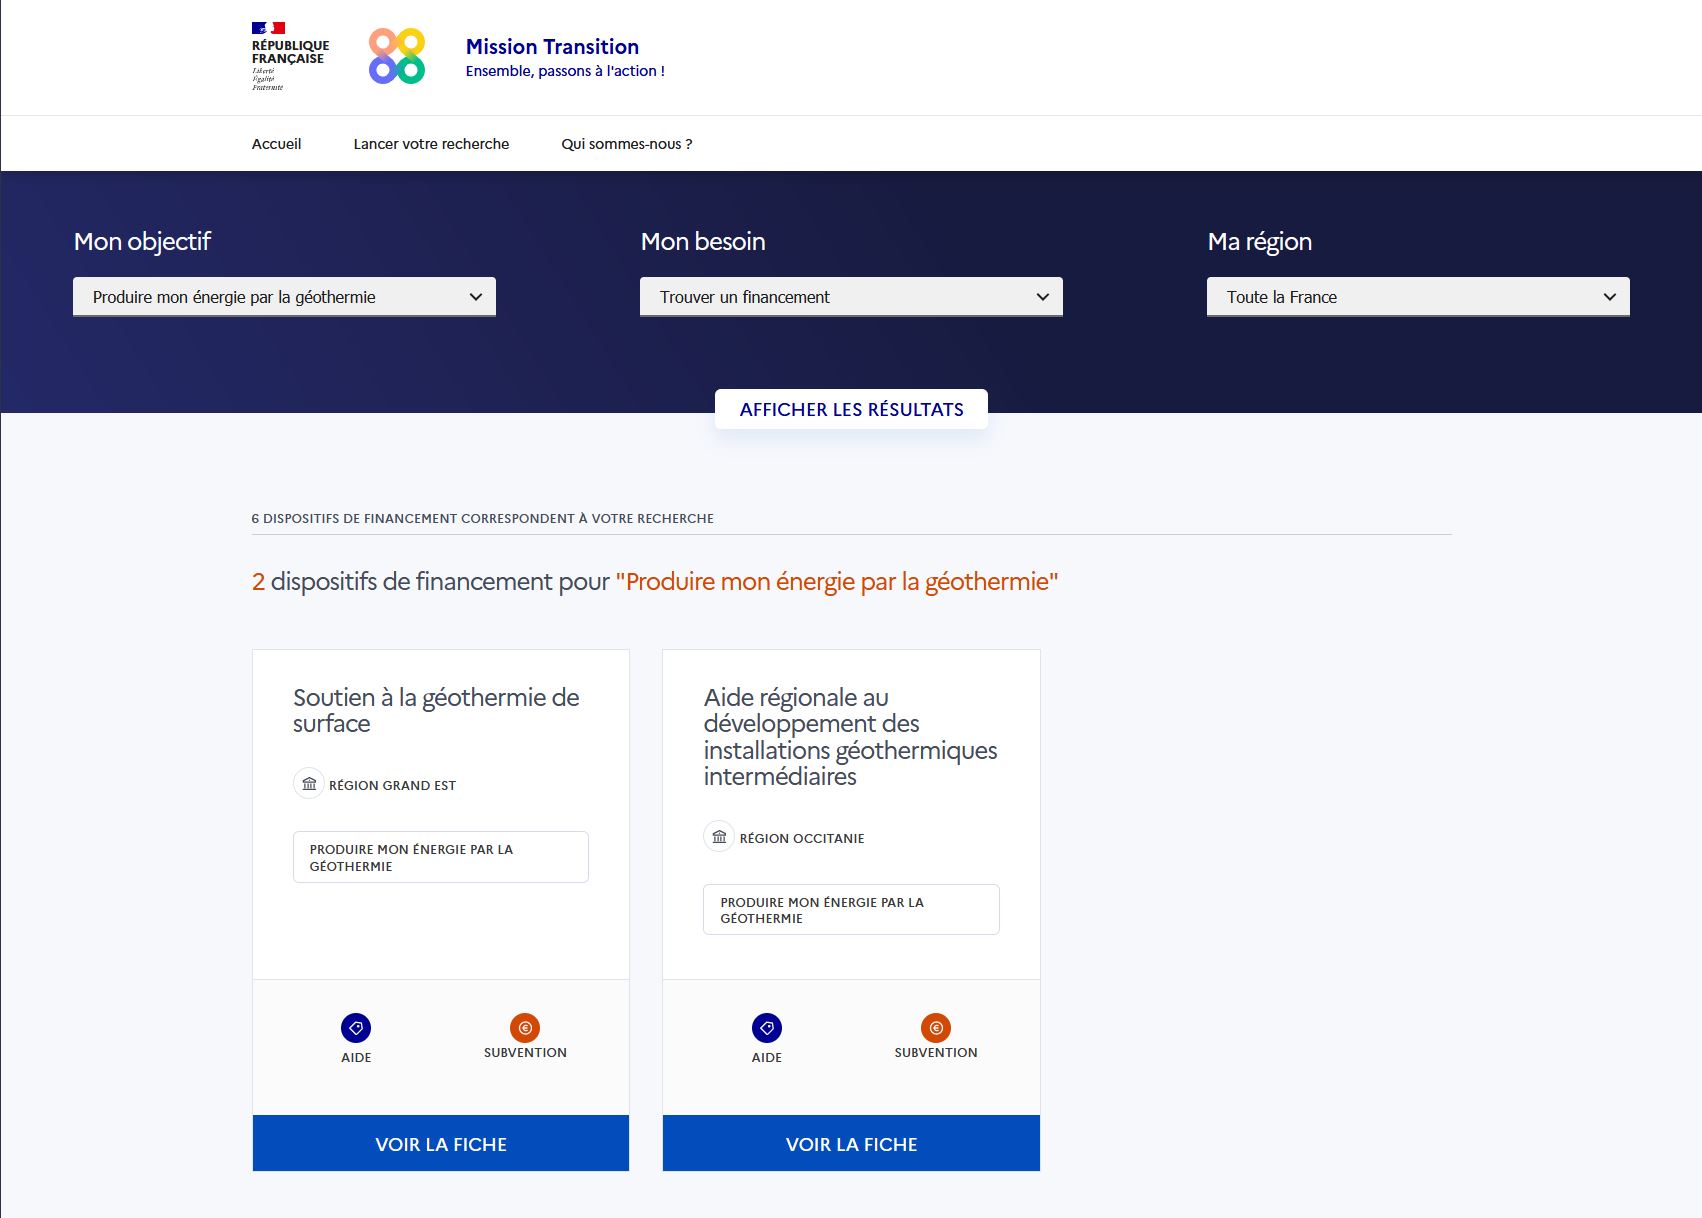 RÉPUBLIQUE
FRANÇAISE
Liberté
Égalité
Fraternité
Mission Transition
Ensemble, passons à l'action !
Accueil
Lancer votre recherche
Qui sommes-nous ?
Mon objectif
Produire mon énergie par la géothermie
Mon besoin
Trouver un financement
Ma région
Toute la France
AFFICHER LES RÉSULTATS
6 DISPOSITIFS DE FINANCEMENT CORRESPONDENT À VOTRE RECHERCHE
2 dispositifs de financement pour "Produire mon énergie par la géothermie"
Soutien à la géothermie de
surface
RÉGION GRAND EST
PRODUIRE MON ÉNERGIE PAR LA
GÉOTHERMIE
AIDE
SUBVENTION
VOIR LA FICHE
Aide régionale au
développement des
installations géothermiques
intermédiaires
RÉGION OCCITANIE
PRODUIRE MON ÉNERGIE PAR LA
GÉOTHERMIE
AIDE
SUBVENTION
VOIR LA FICHE